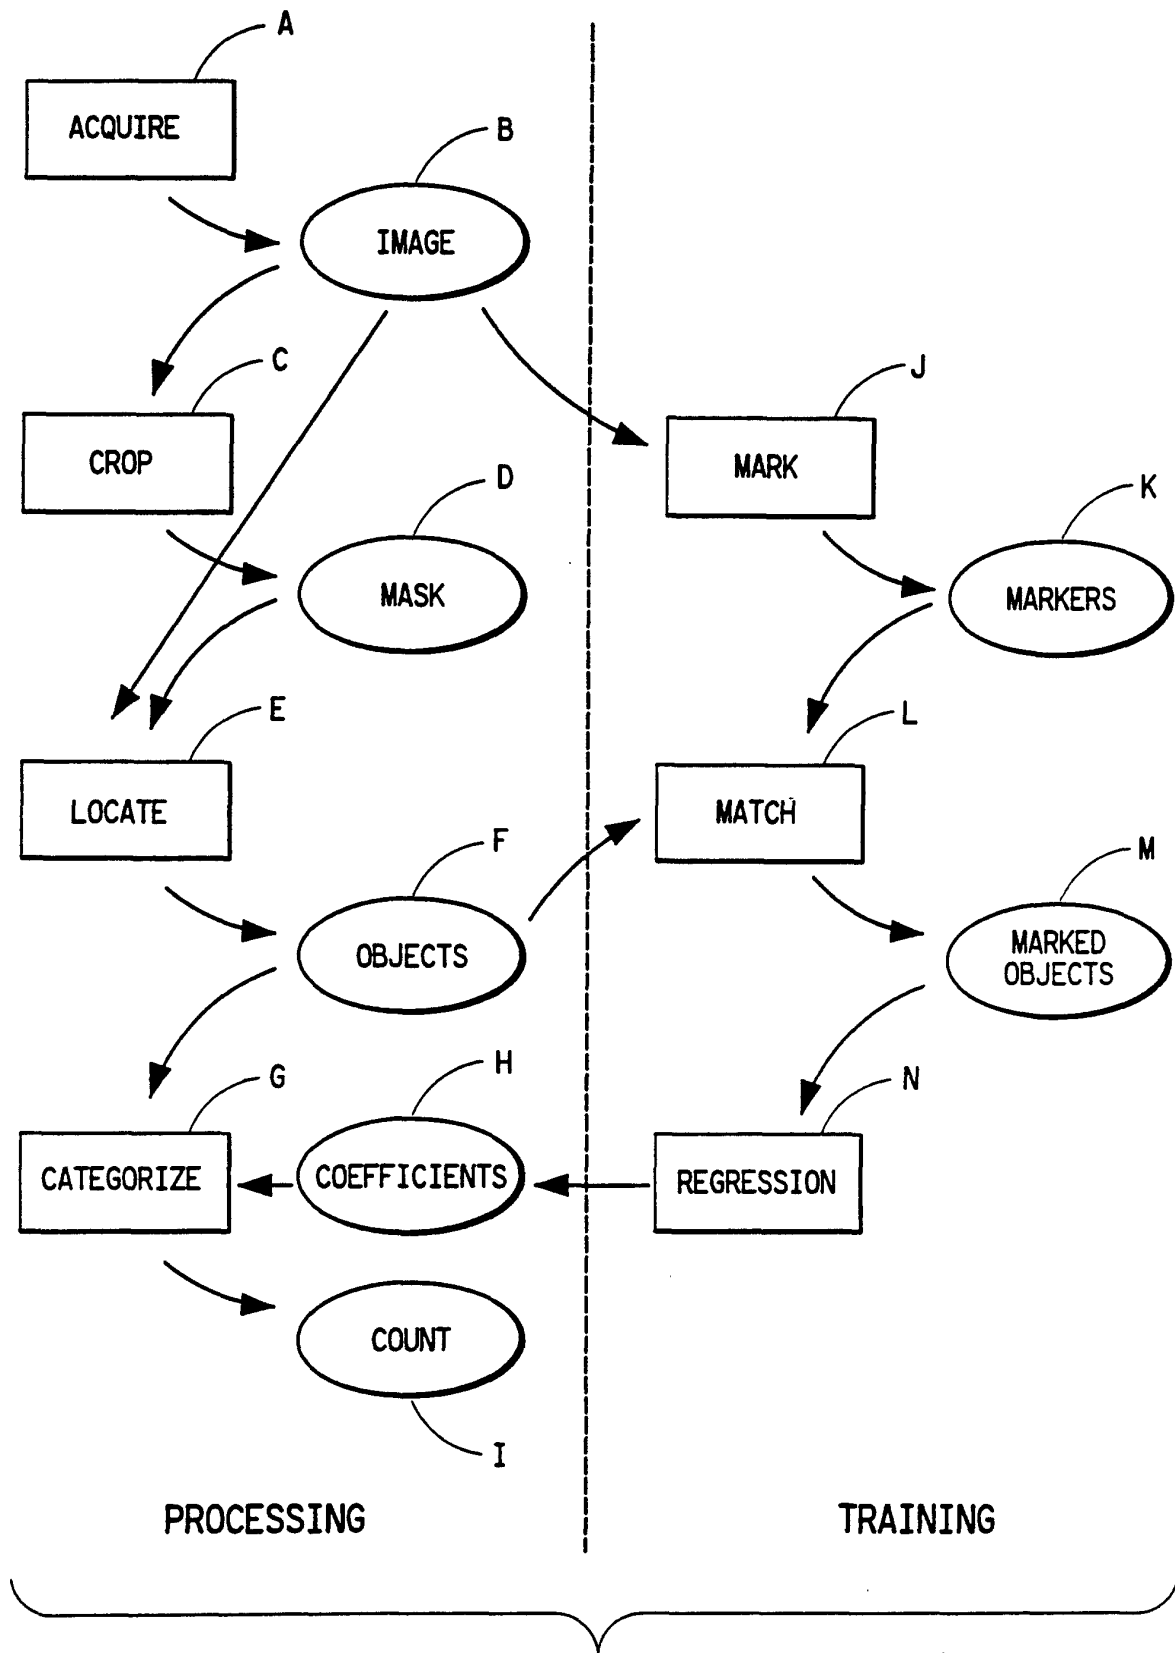 A
ACQUIRE
B
IMAGE
C
CROP
J
MARK
D
MASK
K
MARKERS
E
LOCATE
L
MATCH
F
OBJECTS
M
MARKED
OBJECTS
G
CATEGORIZE
H
COEFFICIENTS
N
REGRESSION
COUNT
I
PROCESSING
TRAINING